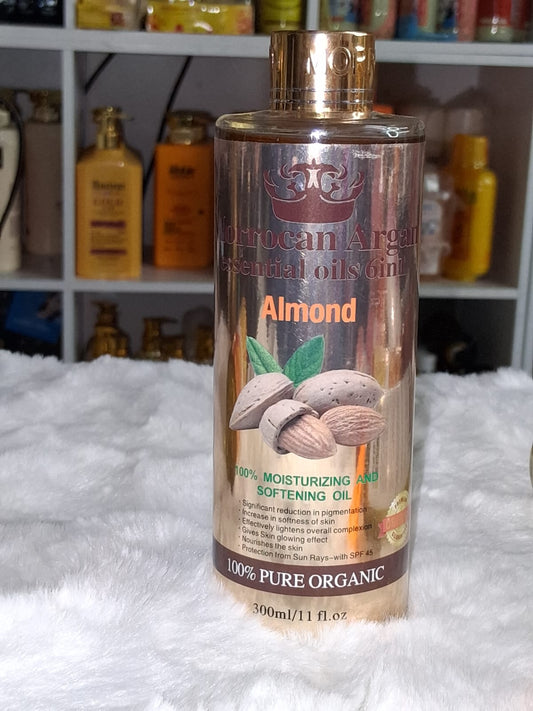 MO
Morrocan Argan
essential oils 6in1
Almond
100% MOISTURIZING AND
SOFTENING OIL
· Significant reduction in pigmentation
· Increase in softness of skin
· Effectively lightens overall complexion
· Gives Skin glowing effect
· Nourishes the skin
· Protection from Sun Rays-with SPF 45
100% PURE ORGANIC
300ml/11 fl.oz